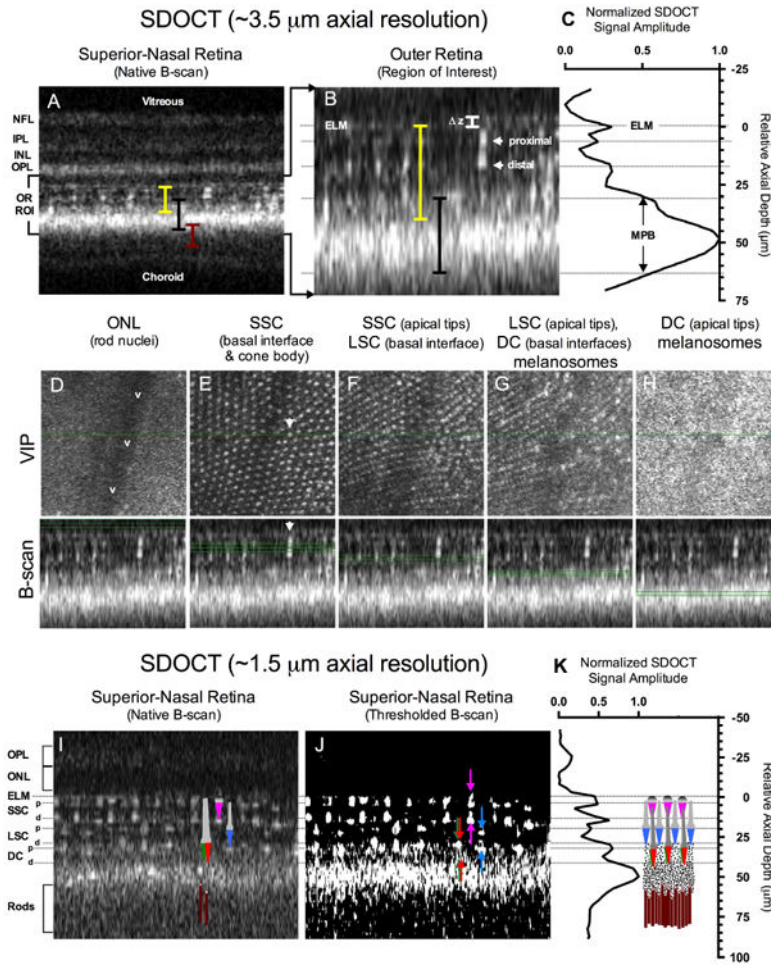 SDOCT (~3.5 μm axial resolution)
C
Normalized SDOCT
Signal Amplitude
Superior-Nasal Retina
(Native B-scan)
Outer Retina
(Region of Interest)
0.0
0.5
1.0
-25
A
Vitreous
B
NFL
IPL
INL
OPL
OR
ROI
Choroid
ELM
Δz
proximal
distal
ELM
MPB
0
25
50
75
Relative Axial Depth (μm)
ONL
(rod nuclei)
SSC
(basal interface
& cone body)
SSC (apical tips)
LSC (basal interface)
LSC (apical tips),
DC (basal interfaces)
melanosomes
DC (apical tips)
melanosomes
VIP
D
v
v
v
E
F
G
H
B-scan
SDOCT (~1.5 μm axial resolution)
K
Normalized SDOCT
Signal Amplitude
Superior-Nasal Retina
(Native B-scan)
Superior-Nasal Retina
(Thresholded B-scan)
0.0
0.5
1.0
-50
I
J
OPL
ONL
ELM
SSC
p
d
LSC
p
d
DC
p
d
Rods
-25
0
25
50
75
100
Relative Axial Depth (μm)